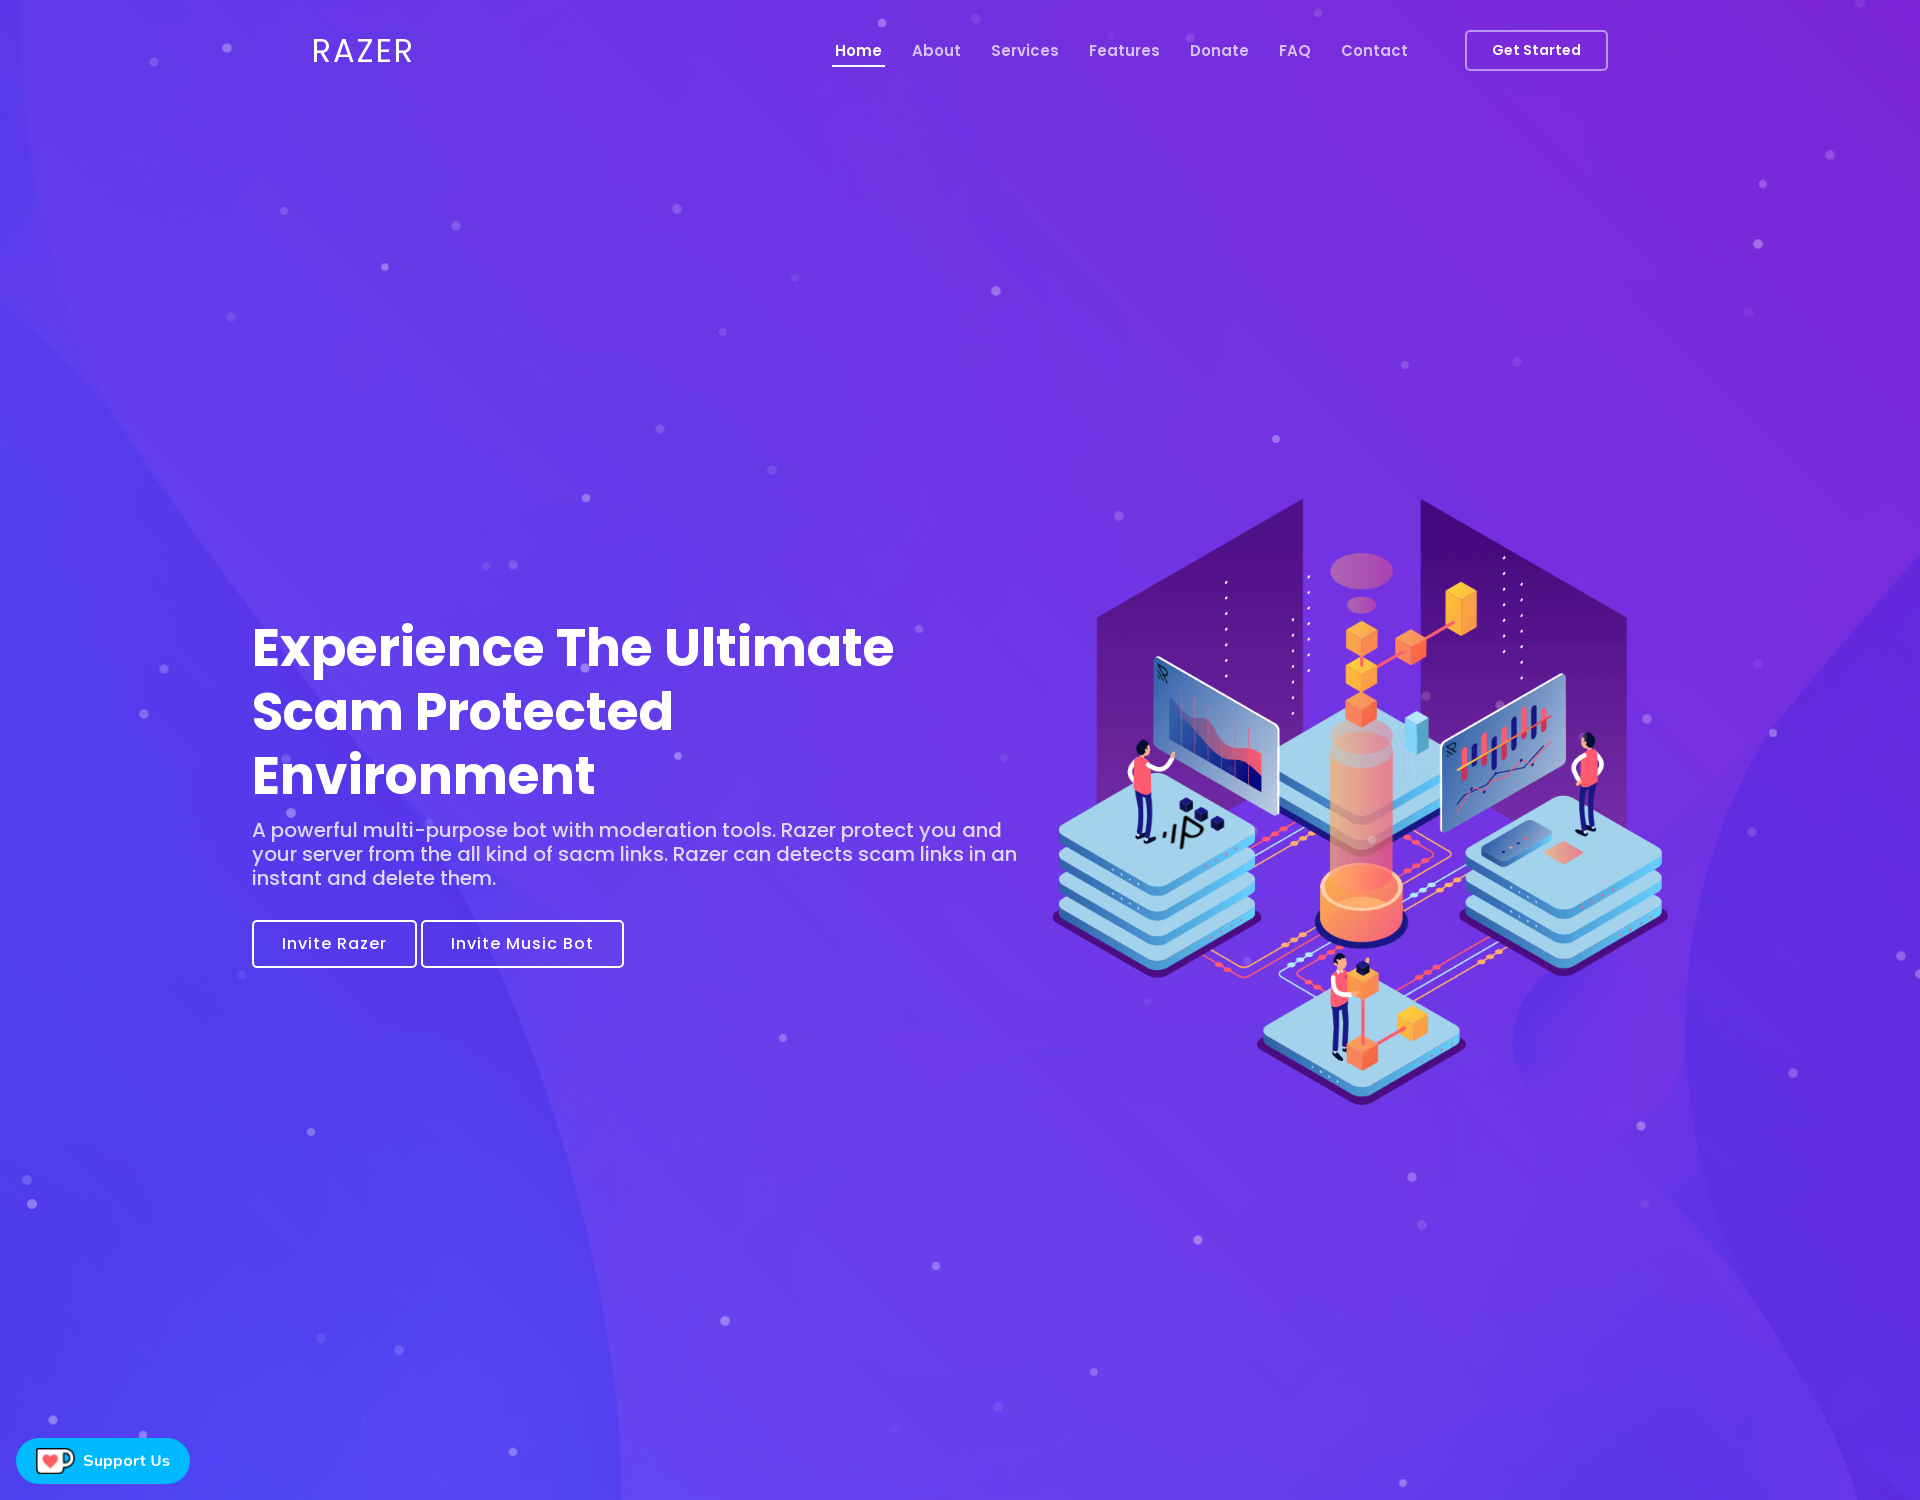 RAZER
Home About Services Features Donate FAQ Contact Get Started
Experience The Ultimate
Scam Protected
Environment
A powerful multi-purpose bot with moderation tools. Razer protect you and
your server from the all kind of sacm links. Razer can detects scam links in an
instant and delete them.
Invite Razer Invite Music Bot
Support Us